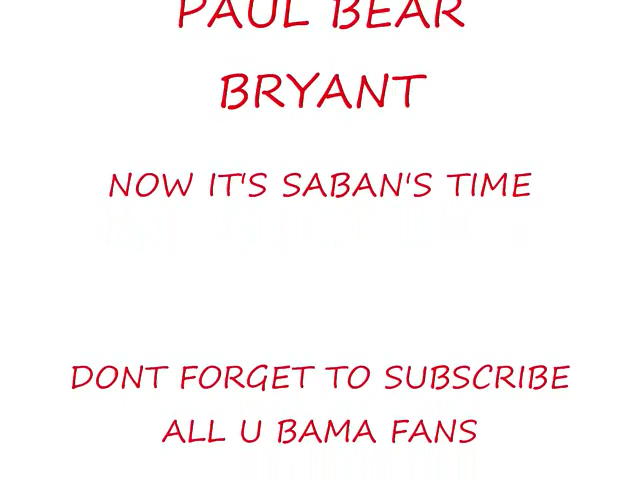 PAUL BEAR
BRYANT
NOW IT'S SABAN'S TIME
DONT FORGET TO SUBSCRIBE
ALL U BAMA FANS